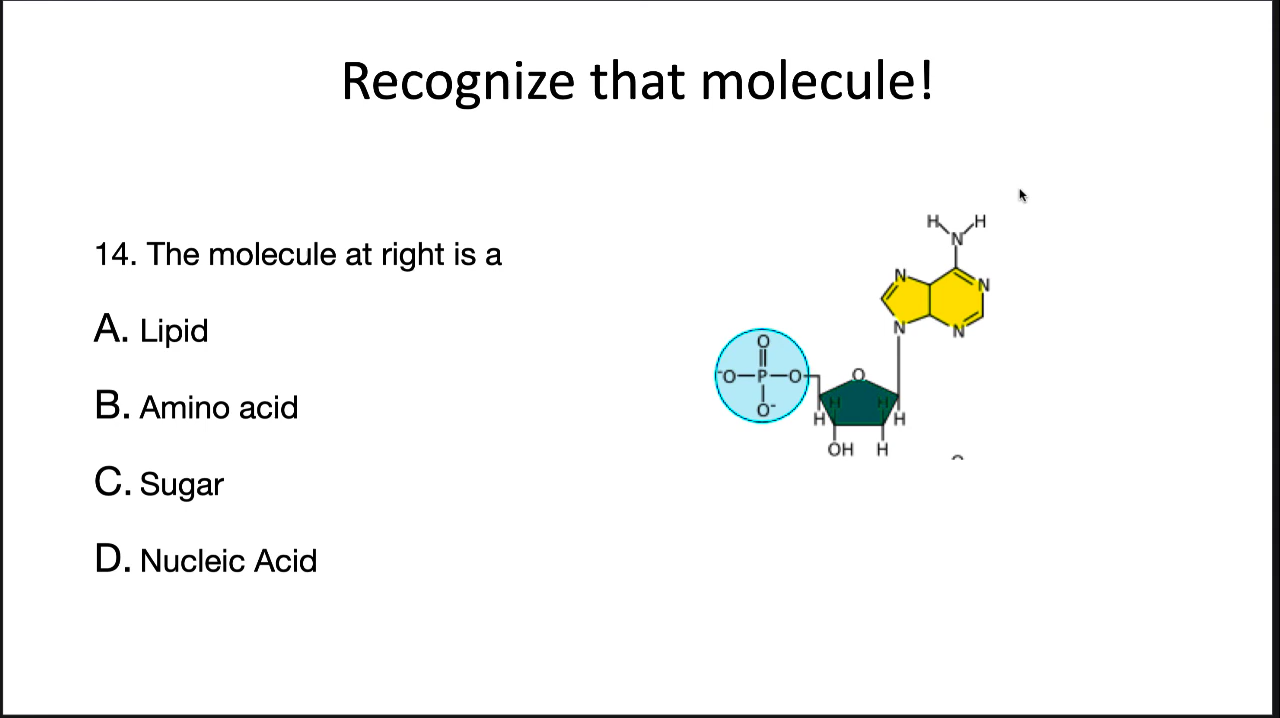 Recognize that molecule!
14. The molecule at right is a
A. Lipid
B. Amino acid
C. Sugar
D. Nucleic Acid
H H
N
N N
N N
O
⁻O—P—O O
O⁻
H H
H H
OH H